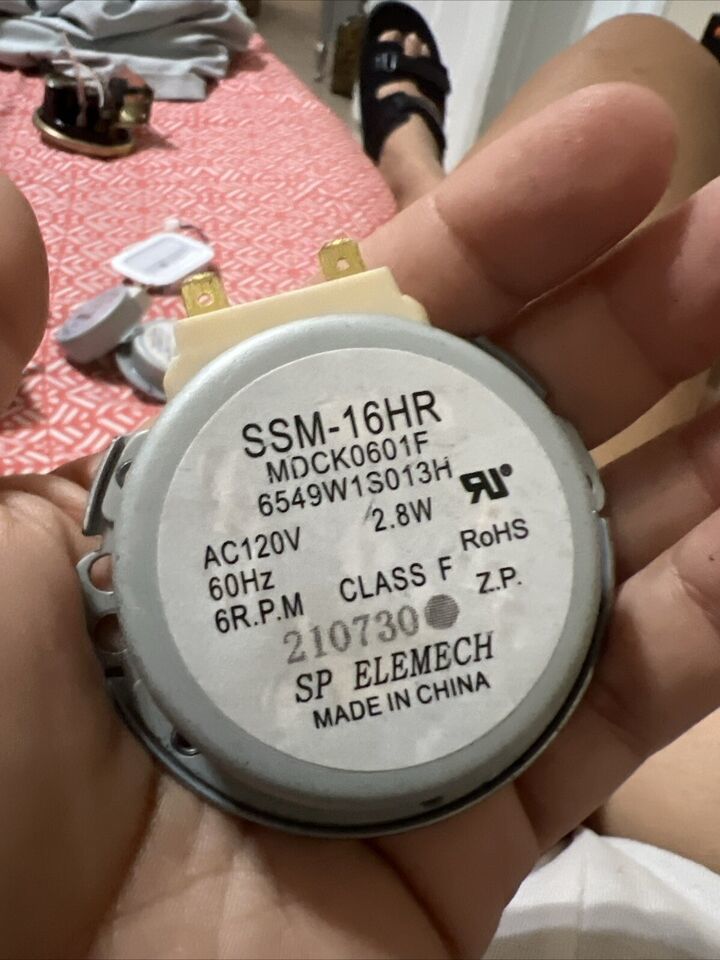 SSM-16HR
MDCK0601F
6549W1S013H
AC120V 2.8W
60Hz CLASS F RoHS
6R.P.M Z.P.
210730
SP ELEMECH
MADE IN CHINA